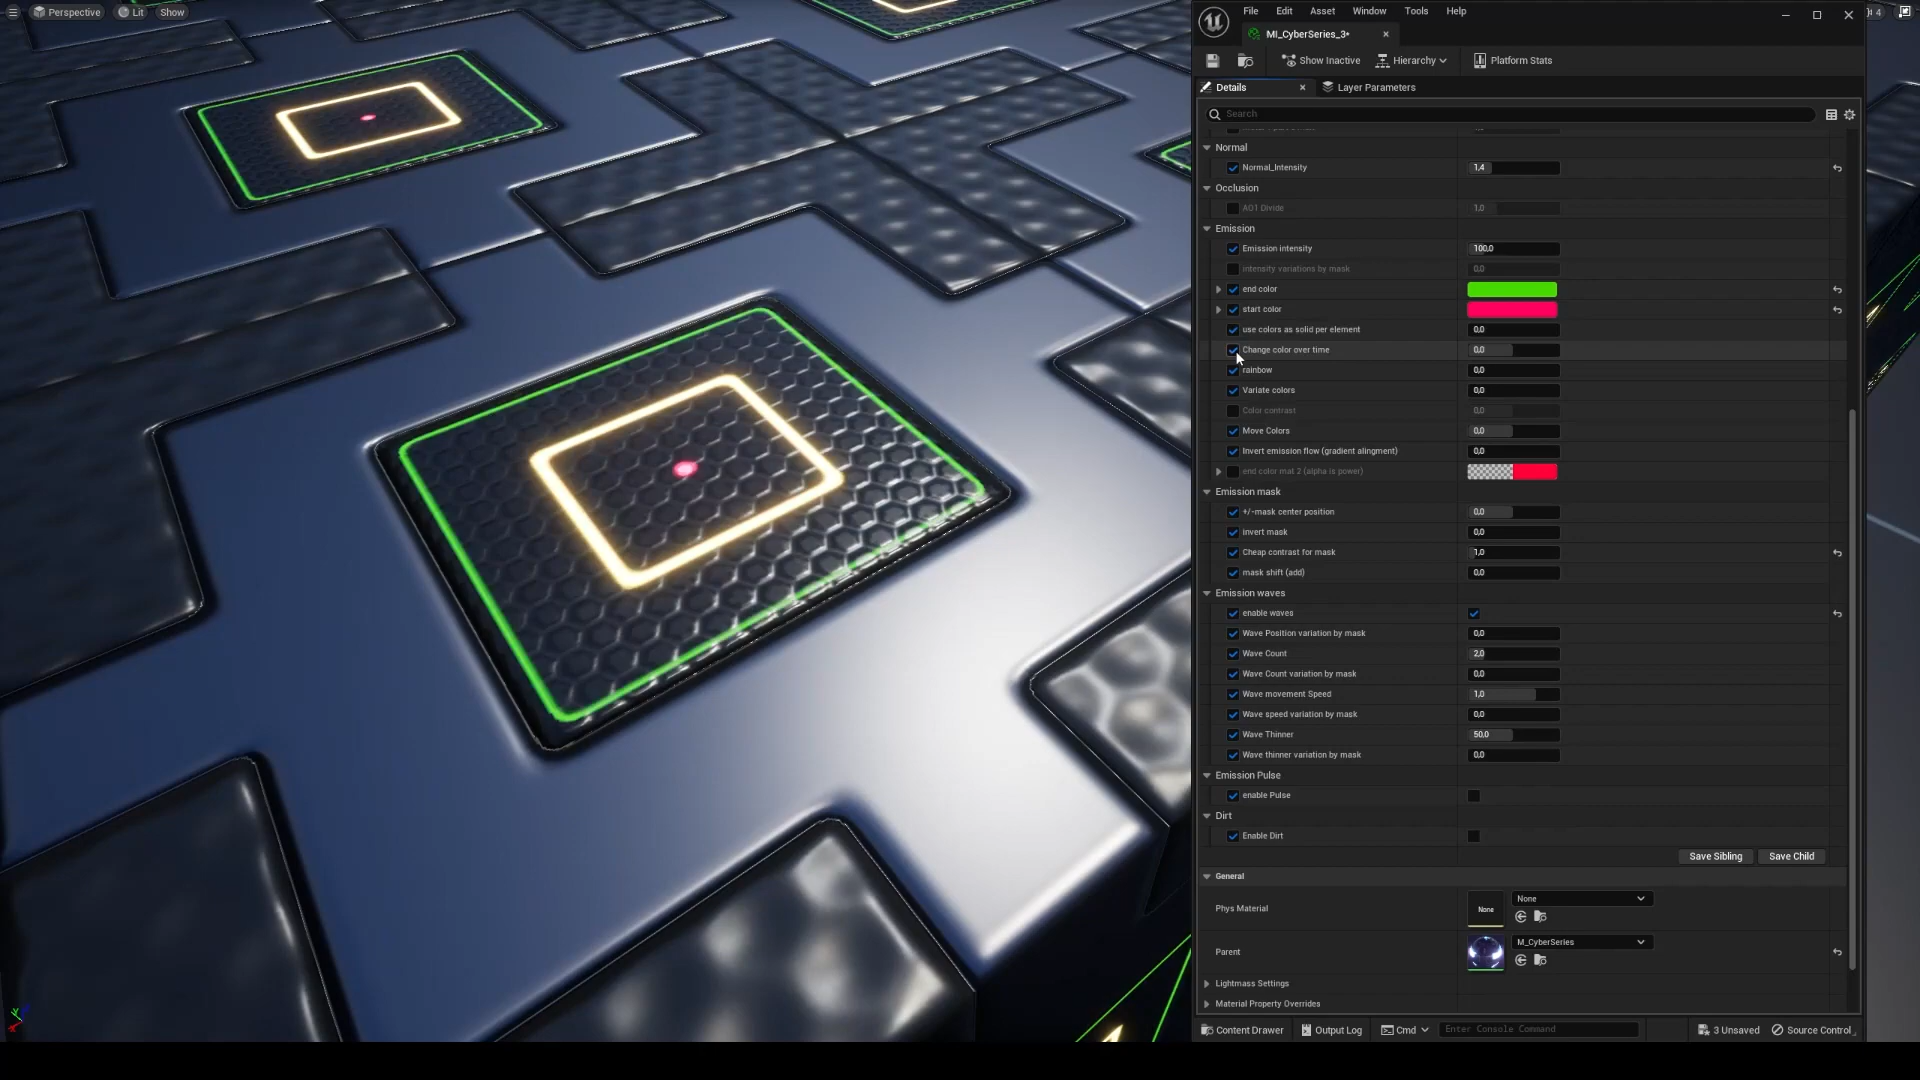 Perspective
Lit
Show
File
Edit
Asset
Window
Tools
Help
4
MI_CyberSeries_3*
Show Inactive
Hierarchy
Platform Stats
Details
Layer Parameters
Search
Normal
Normal_Intensity
1,4
Occlusion
AO1 Divide
1,0
Emission
Emission intensity
100,0
intensity variations by mask
0,0
end color
start color
use colors as solid per element
0,0
Change color over time
0,0
rainbow
0,0
Variate colors
0,0
Color contrast
0,0
Move Colors
0,0
Invert emission flow (gradient alingment)
0,0
end color mat 2 (alpha is power)
Emission mask
+/-mask center position
0,0
invert mask
0,0
Cheap contrast for mask
1,0
mask shift (add)
0,0
Emission waves
enable waves
Wave Position variation by mask
0,0
Wave Count
2,0
Wave Count variation by mask
0,0
Wave movement Speed
1,0
Wave speed variation by mask
0,0
Wave Thinner
50,0
Wave thinner variation by mask
0,0
Emission Pulse
enable Pulse
Dirt
Enable Dirt
Save Sibling
Save Child
General
Phys Material
None
None
Parent
M_CyberSeries
Lightmass Settings
Material Property Overrides
Content Drawer
Output Log
Cmd
Enter Console Command
3 Unsaved
Source Control